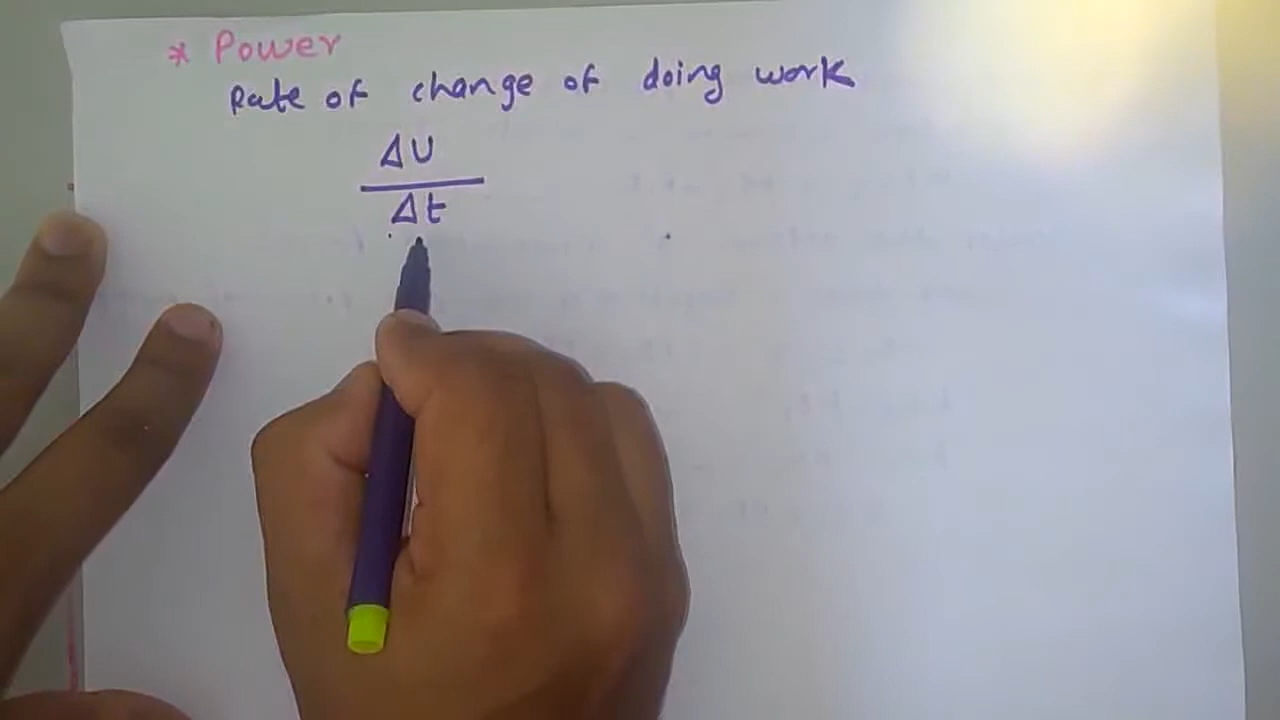 * Power
Rate of change of doing work
ΔU
Δt